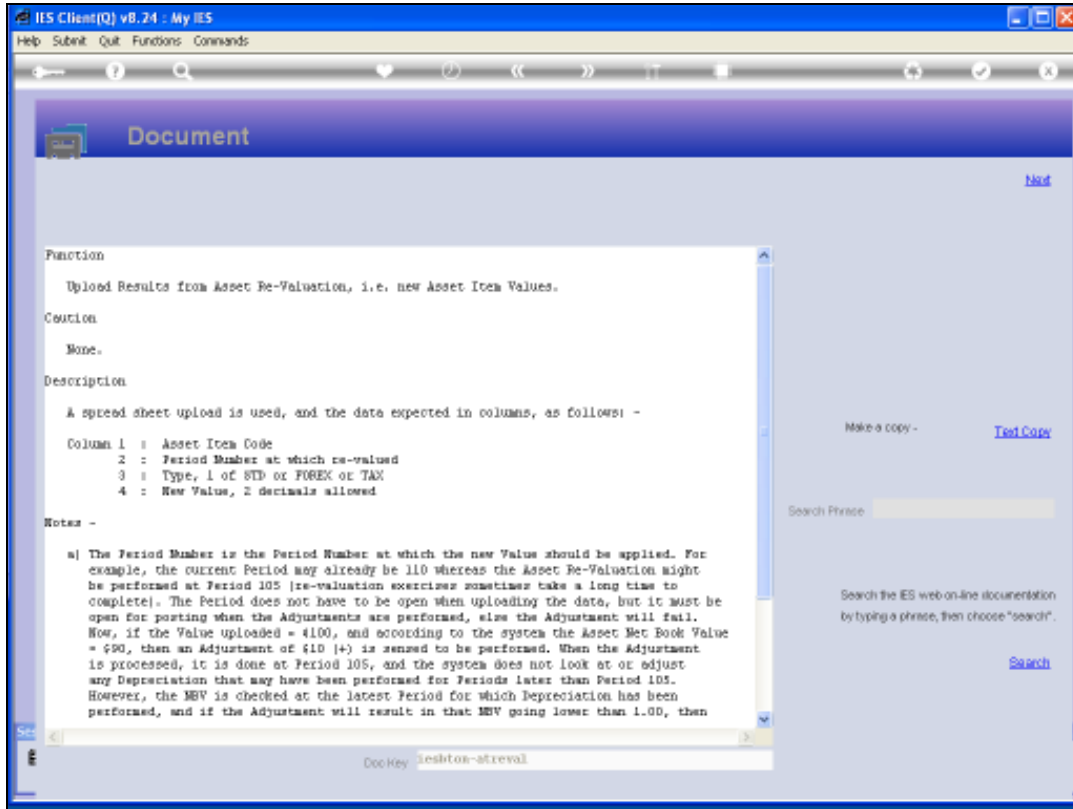 IES Client(Q) v8.24 : My IES
Help Submit Quit Functions Commands
Document
Next
Function
Upload Results from Asset Re-Valuation, i.e. new Asset Item Values.
Caution
None.
Description
A spread sheet upload is used, and the data expected in columns, as follows: -
Column 1 : Asset Item Code
2 : Period Number at which re-valued
3 : Type, 1 of STD or FOREX or TAX
4 : New Value, 2 decimals allowed
Notes -
a) The Period Number is the Period Number at which the new Value should be applied. For
example, the current Period may already be 110 whereas the Asset Re-Valuation might
be performed at Period 105 (re-valuation exercises sometimes take a long time to
complete). The Period does not have to be open when uploading the data, but it must be
open for posting when the Adjustments are performed, else the Adjustment will fail.
Now, if the Value uploaded = $100, and according to the system the Asset Net Book Value
= $90, then an Adjustment of $10 (+) is sensed to be performed. When the Adjustment
is processed, it is done at Period 105, and the system does not look at or adjust
any Depreciation that may have been performed for Periods later than Period 105.
However, the NBV is checked at the latest Period for which Depreciation has been
performed, and if the Adjustment will result in that NBV going lower than 1.00, then
Make a copy -
Text Copy
Search Phrase
Search the IES web on-line documentation
by typing a phrase, then choose "search".
Search
Doc Key iesbton-atreval